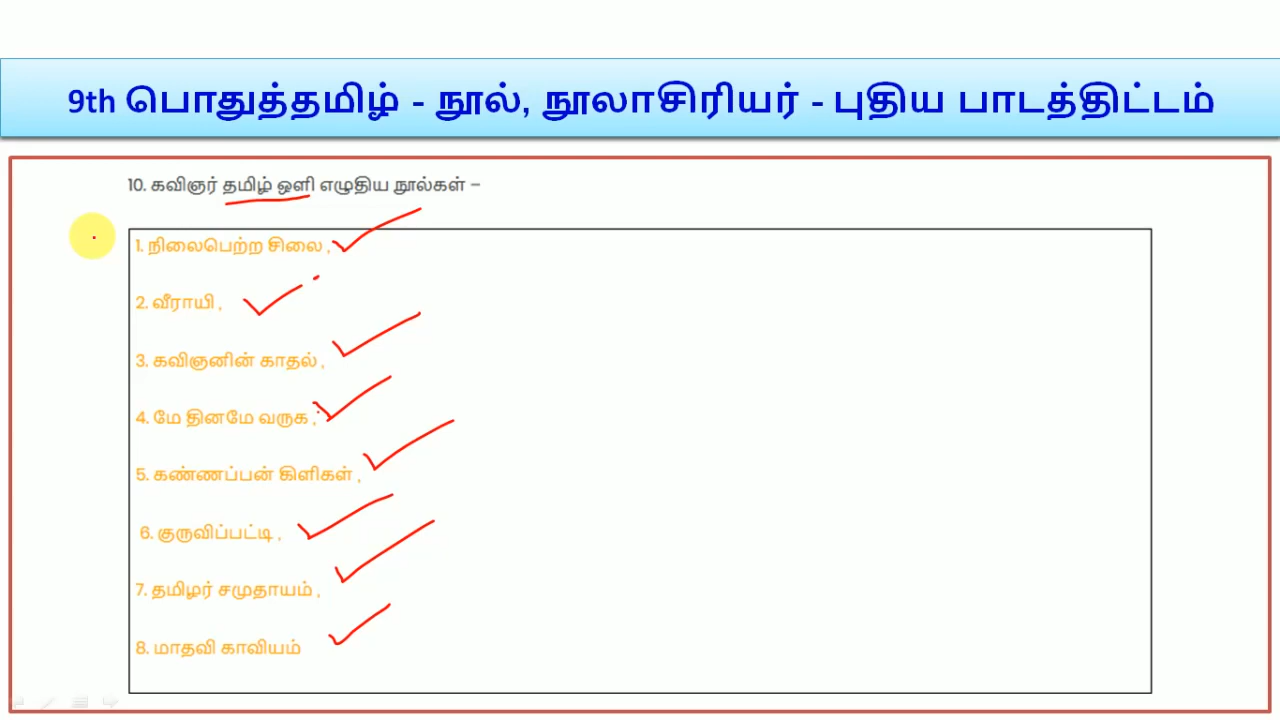 9th பொதுத்தமிழ் - நூல், நூலாசிரியர் - புதிய பாடத்திட்டம்
10. கவிஞர் தமிழ் ஒளி எழுதிய நூல்கள் –
1. நிலைபெற்ற சிலை ,
2. வீராயி ,
3. கவிஞனின் காதல் ,
4. மே தினமே வருக ,
5. கண்ணப்பன் கிளிகள் ,
6. குருவிப்பட்டி ,
7. தமிழர் சமுதாயம் ,
8. மாதவி காவியம்